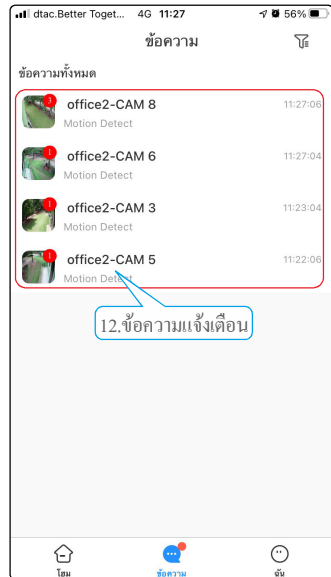 dtac.Better Toget... 4G 11:27 56%
ข้อความ
ข้อความทั้งหมด
3
office2-CAM 8 11:27:06
Motion Detect
1
office2-CAM 6 11:27:04
Motion Detect
1
office2-CAM 3 11:23:04
Motion Detect
1
office2-CAM 5 11:22:06
Motion Detect
12.ข้อความแจ้งเตือน
โฮม ข้อความ ฉัน